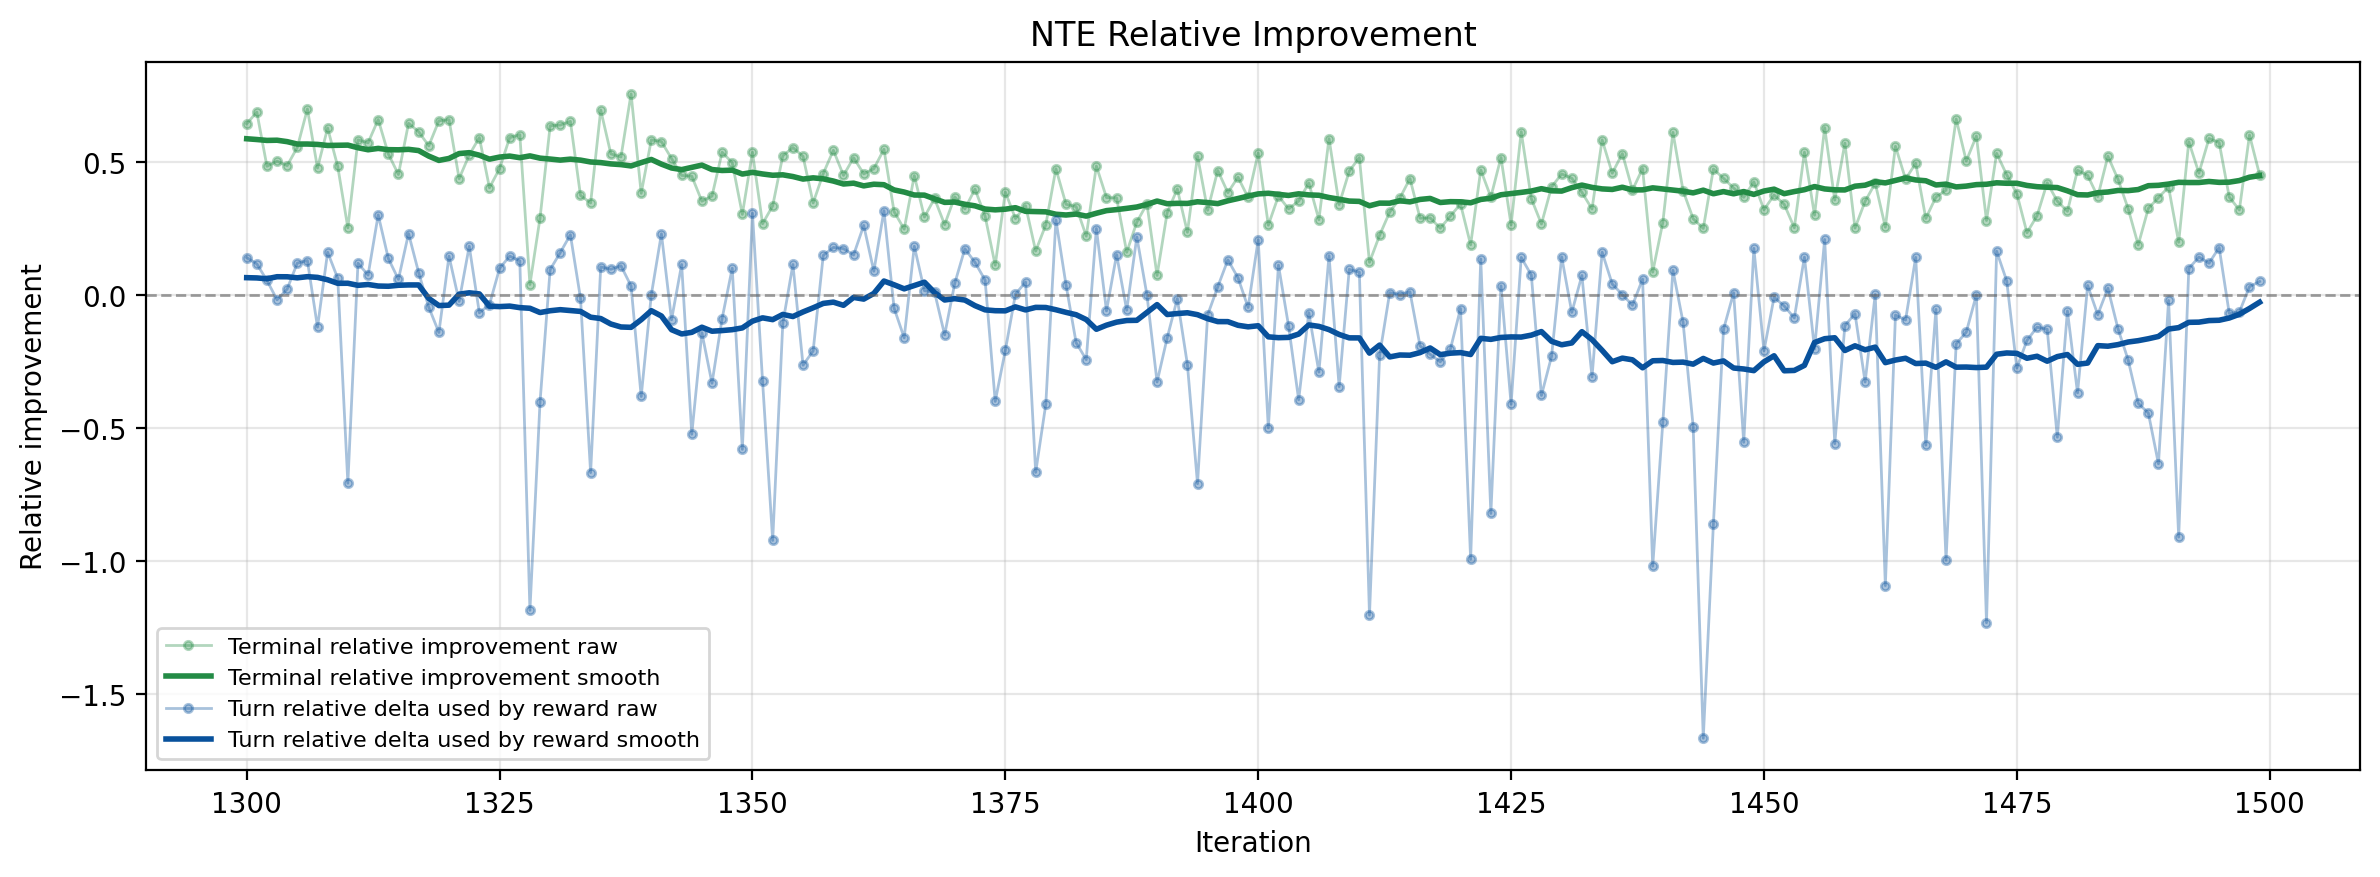 NTE Relative Improvement
Relative improvement
0.5
0.0
−0.5
−1.0
−1.5
Terminal relative improvement raw
Terminal relative improvement smooth
Turn relative delta used by reward raw
Turn relative delta used by reward smooth
1300 1325 1350 1375 1400 1425 1450 1475 1500
Iteration